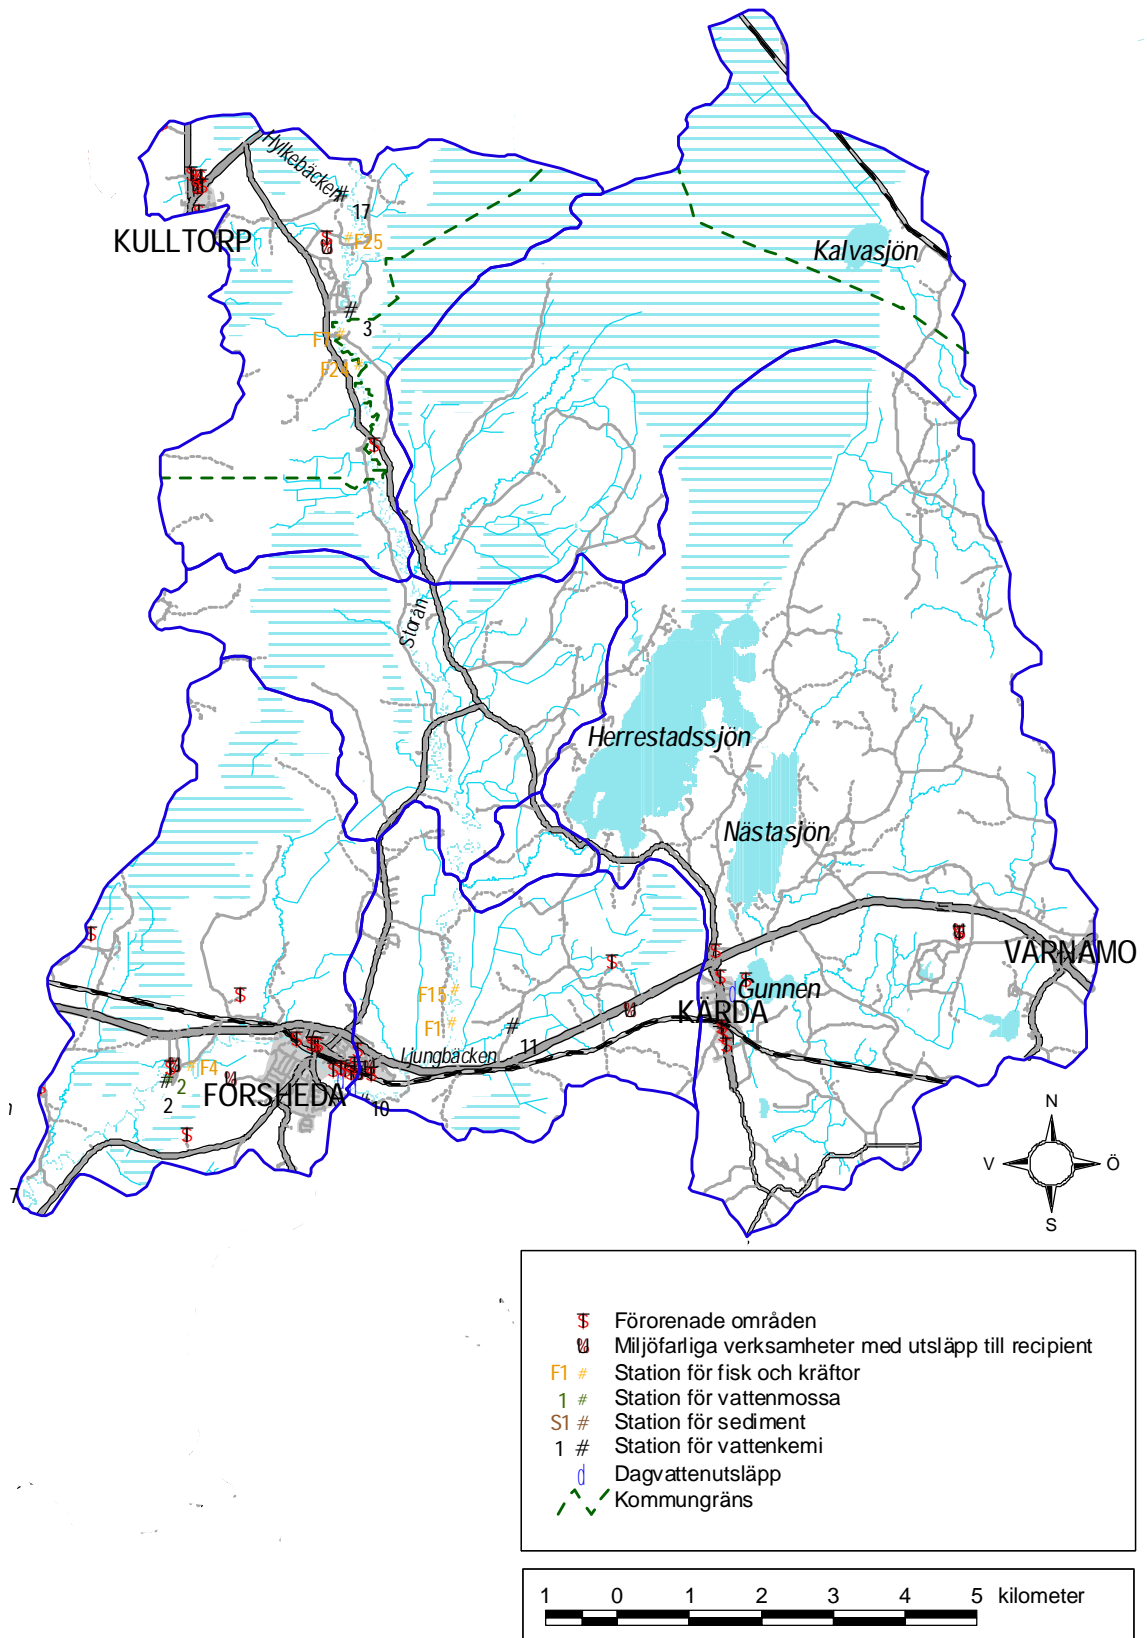 Hylkebäcken
17
KULLTORP
F25
Kalvasjön
3
F7
F24
Storån
Herrestadssjön
Nästasjön
VÄRNAMO
F15
Gunnen
KÄRDA
F1
11
Ljungbäcken
F4
2
FORSHEDA
2
10
7
N
V
Ö
S
Förorenade områden
Miljöfarliga verksamheter med utsläpp till recipient
F1 # Station för fisk och kräftor
1 # Station för vattenmossa
S1 # Station för sediment
1 # Station för vattenkemi
d Dagvattenutsläpp
Kommungräns
1 0 1 2 3 4 5 kilometer